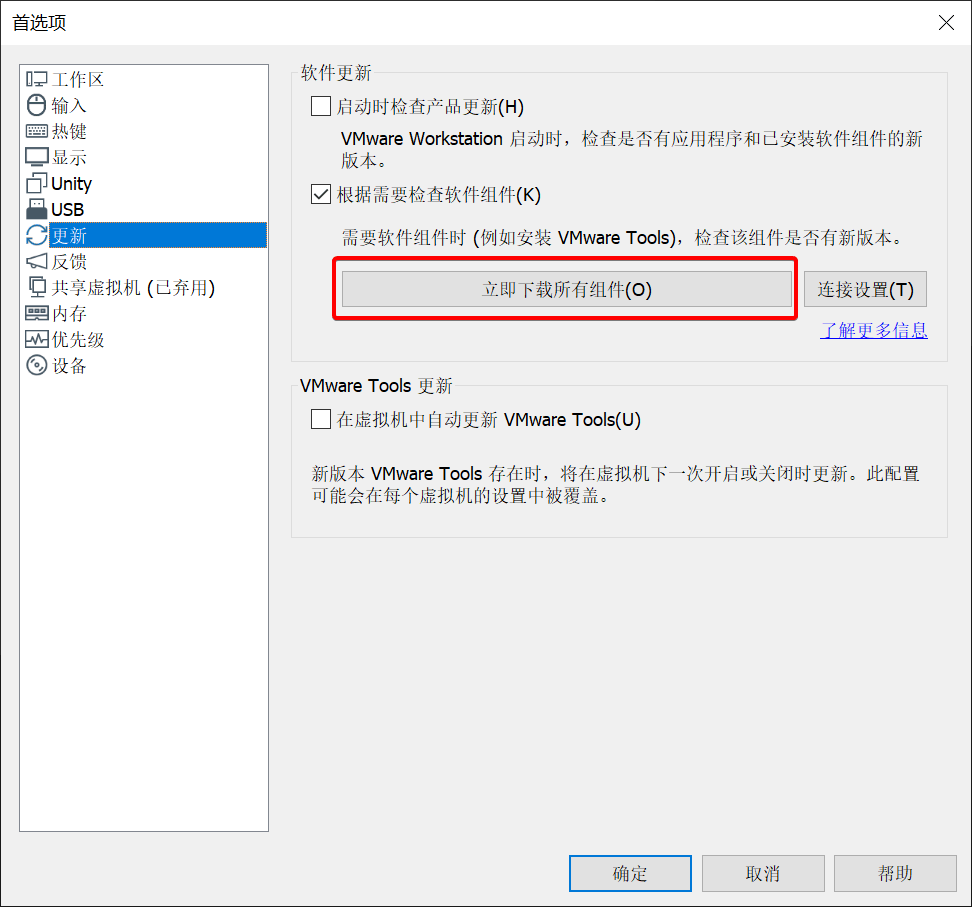 首选项
工作区
输入
热键
显示
Unity
USB
更新
反馈
共享虚拟机 (已弃用)
内存
优先级
设备
软件更新
启动时检查产品更新(H)
VMware Workstation 启动时，检查是否有应用程序和已安装软件组件的新
版本。
根据需要检查软件组件(K)
需要软件组件时 (例如安装 VMware Tools)，检查该组件是否有新版本。
立即下载所有组件(O)
连接设置(T)
了解更多信息
VMware Tools 更新
在虚拟机中自动更新 VMware Tools(U)
新版本 VMware Tools 存在时，将在虚拟机下一次开启或关闭时更新。此配置
可能会在每个虚拟机的设置中被覆盖。
确定
取消
帮助